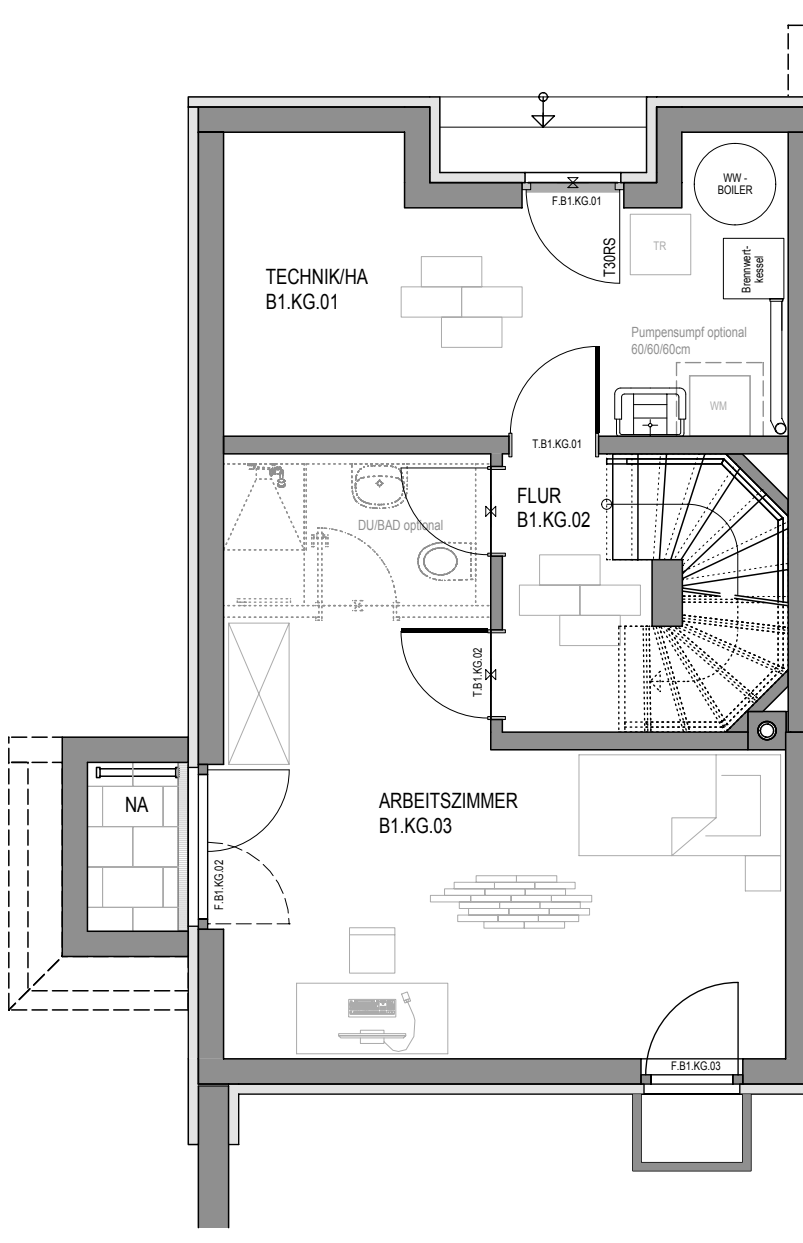 WW -
BOILER
F.B1.KG.01
T30RS
TR
Brennwert-
kessel
TECHNIK/HA
B1.KG.01
Pumpensumpf optional
60/60/60cm
WM
T.B1.KG.01
FLUR
B1.KG.02
DU/BAD optional
T.B1.KG.02
NA
ARBEITSZIMMER
B1.KG.03
F.B1.KG.02
F.B1.KG.03